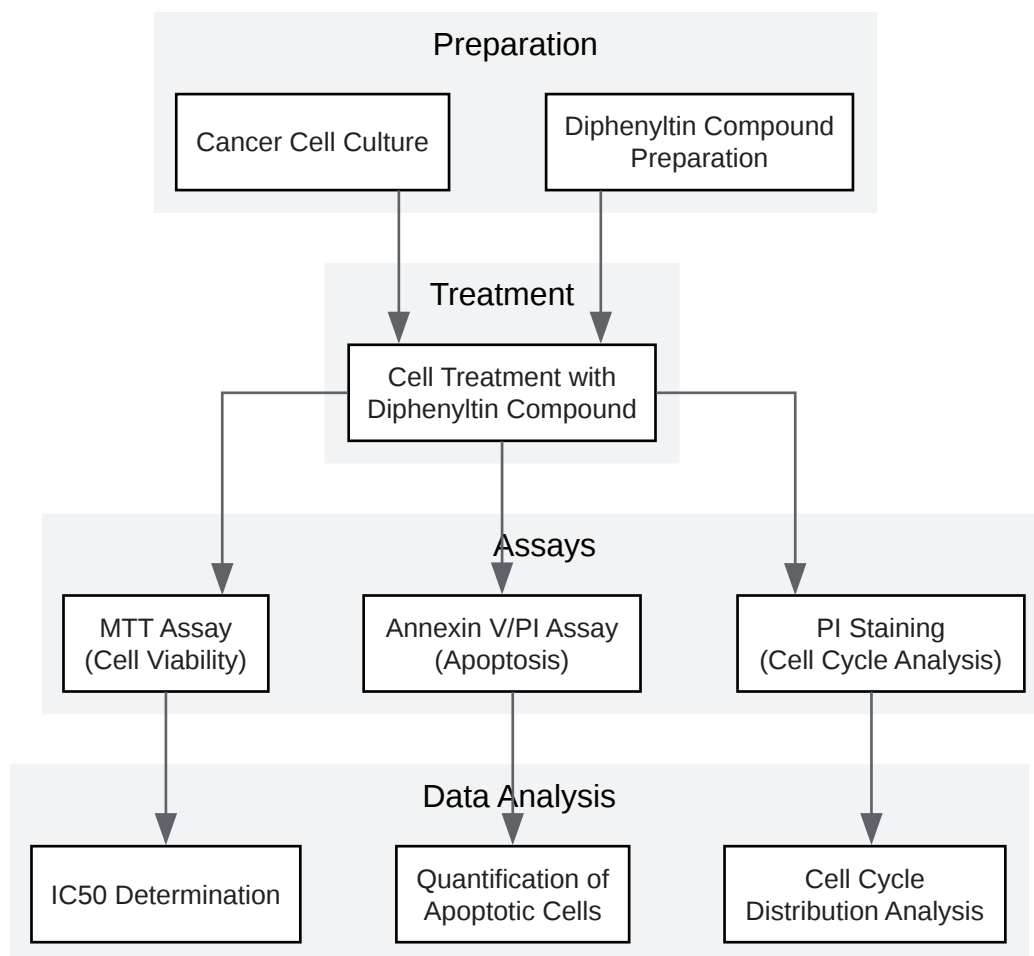 Preparation
Cancer Cell Culture
Diphenyltin Compound
Preparation
Treatment
Cell Treatment with
Diphenyltin Compound
Assays
MTT Assay
(Cell Viability)
Annexin V/PI Assay
(Apoptosis)
PI Staining
(Cell Cycle Analysis)
Data Analysis
IC50 Determination
Quantification of
Apoptotic Cells
Cell Cycle
Distribution Analysis